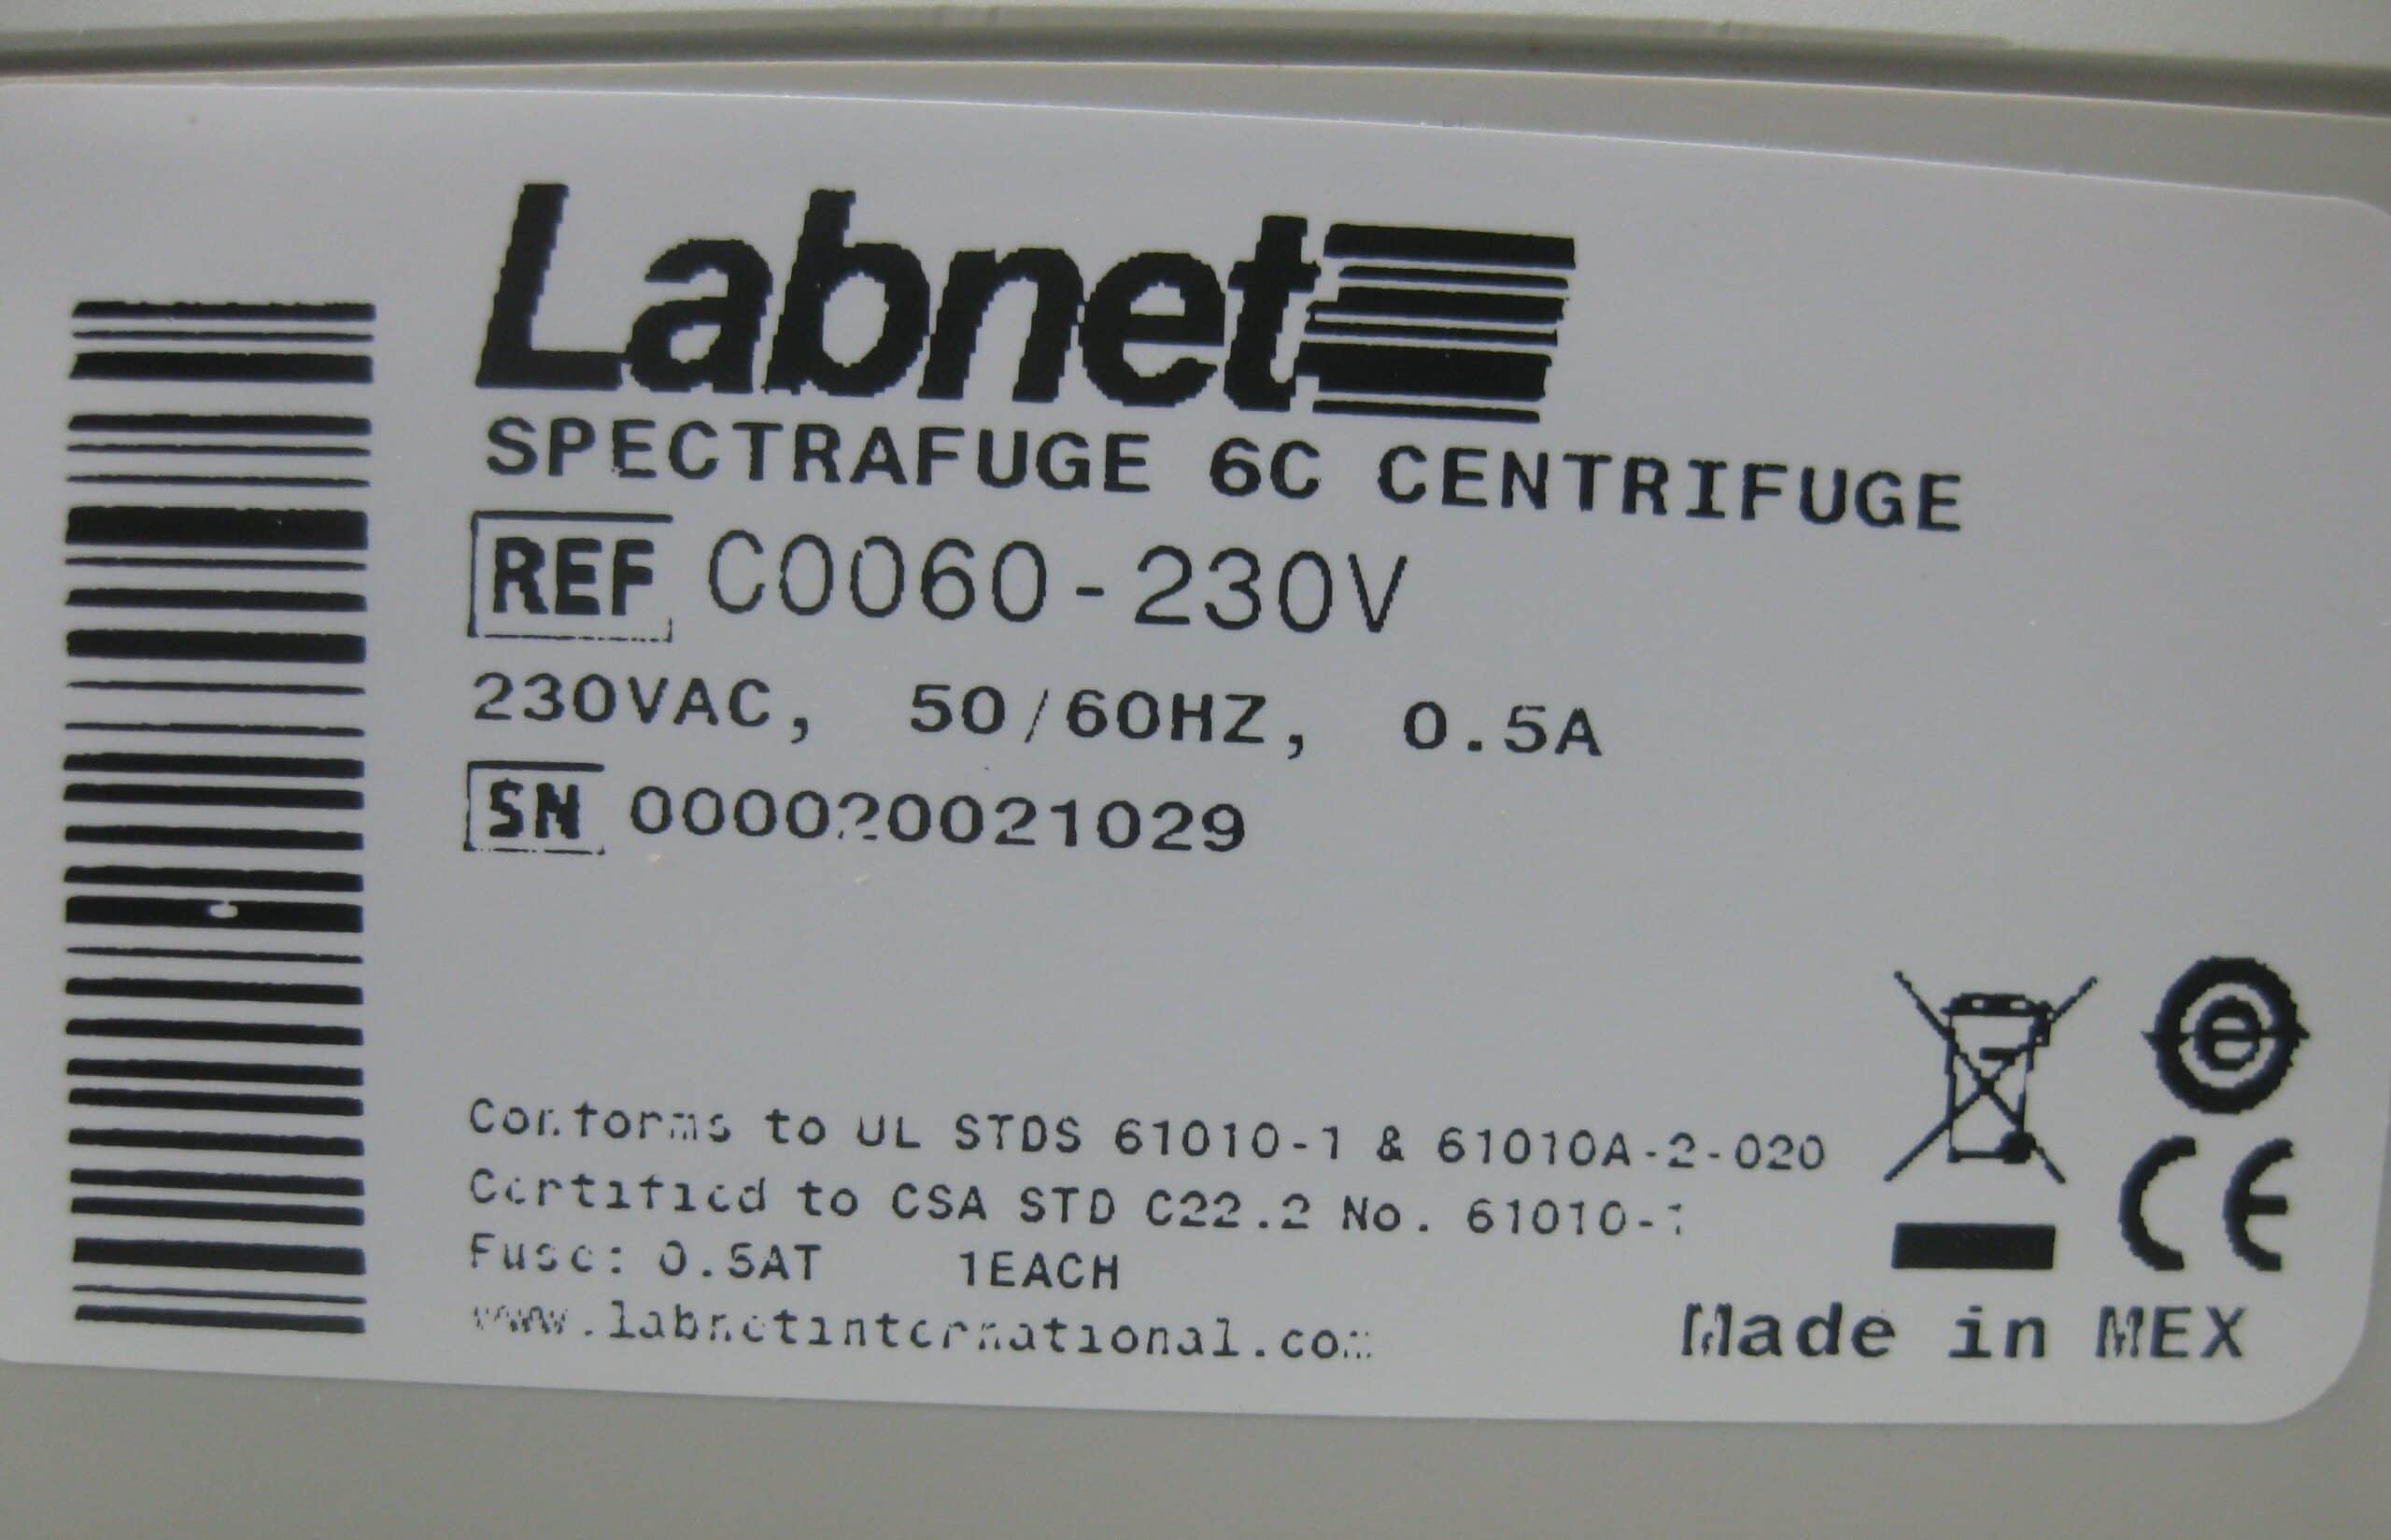 Labnet
SPECTRAFUGE 6C CENTRIFUGE
REF C0060-230V
230VAC, 50/60HZ, 0.5A
SN 000020021029
Conforms to UL STDS 61010-1 & 61010A-2-020
Certified to CSA STD C22.2 No. 61010-1
Fuse: 0.5AT 1EACH
www.labnetinternational.com
e
CE
Made in MEX